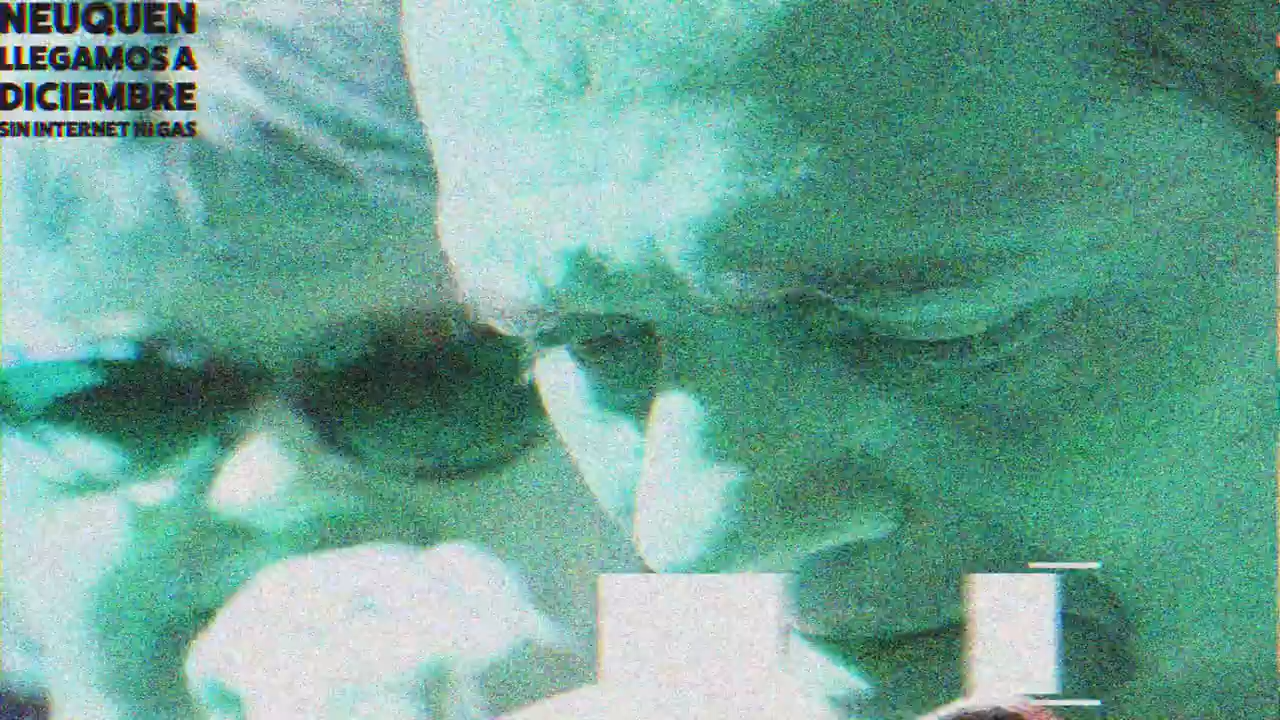 NEUQUEN
LLEGAMOS A
DICIEMBRE
SIN INTERNET NI GAS